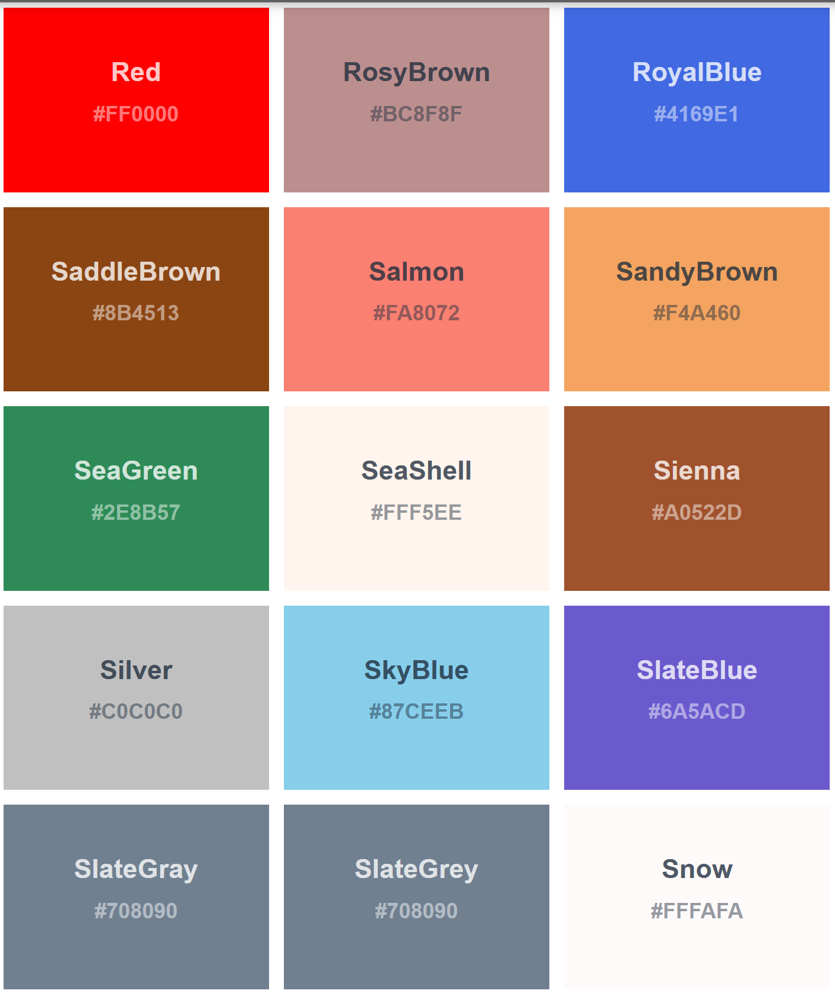 Red
#FF0000
RosyBrown
#BC8F8F
RoyalBlue
#4169E1
SaddleBrown
#8B4513
Salmon
#FA8072
SandyBrown
#F4A460
SeaGreen
#2E8B57
SeaShell
#FFF5EE
Sienna
#A0522D
Silver
#C0C0C0
SkyBlue
#87CEEB
SlateBlue
#6A5ACD
SlateGray
#708090
SlateGrey
#708090
Snow
#FFFAFA